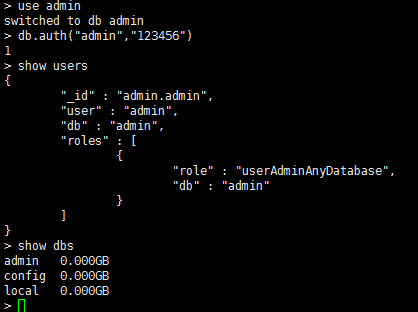 > use admin
switched to db admin
> db.auth("admin","123456")
1
> show users
{
        "_id" : "admin.admin",
        "user" : "admin",
        "db" : "admin",
        "roles" : [
                {
                        "role" : "userAdminAnyDatabase",
                        "db" : "admin"
                }
        ]
}
> show dbs
admin   0.000GB
config  0.000GB
local   0.000GB
>